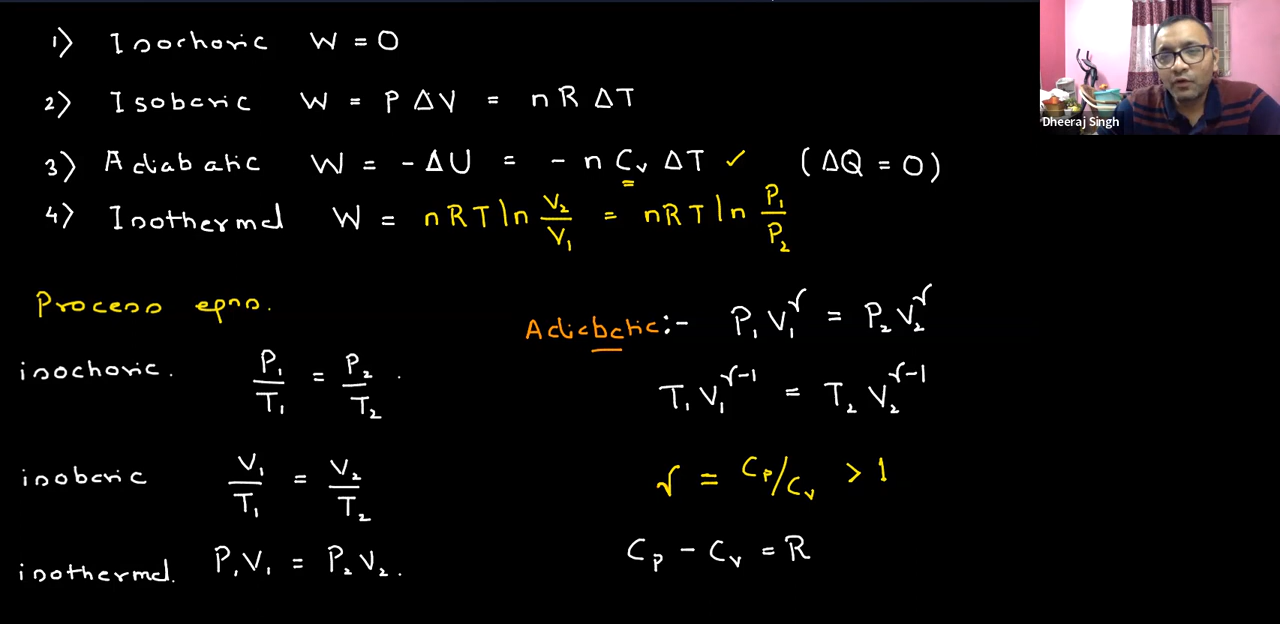 1) Isochoric W = 0
2) Isobaric W = P ΔV = nR ΔT
3) Adiabatic W = -ΔU = - n Cv ΔT ✓ (ΔQ = 0)
4) Isothermal W = nRT ln V₂/V₁ = nRT ln P₁/P₂
Process eqns.
isochoric. P₁/T₁ = P₂/T₂ .
isobaric V₁/T₁ = V₂/T₂
isothermal. P₁V₁ = P₂V₂.
Adiabatic:- P₁V₁^γ = P₂V₂^γ
T₁V₁^γ-1 = T₂V₂^γ-1
γ = Cp/Cv > 1
Cp - Cv = R
Dheeraj Singh